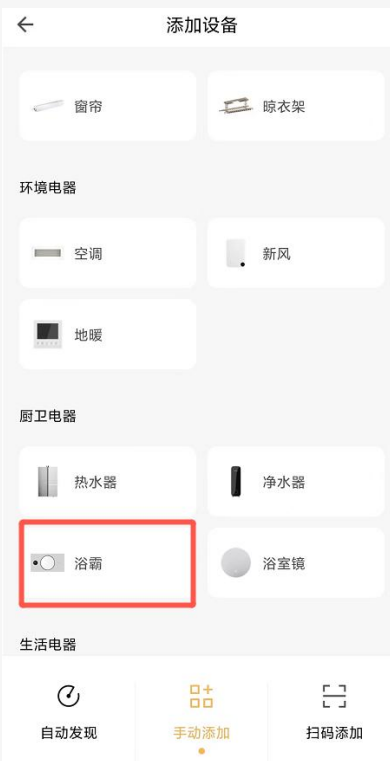 添加设备
窗帘
晾衣架
环境电器
空调
新风
地暖
厨卫电器
热水器
净水器
浴霸
浴室镜
生活电器
自动发现
手动添加
扫码添加